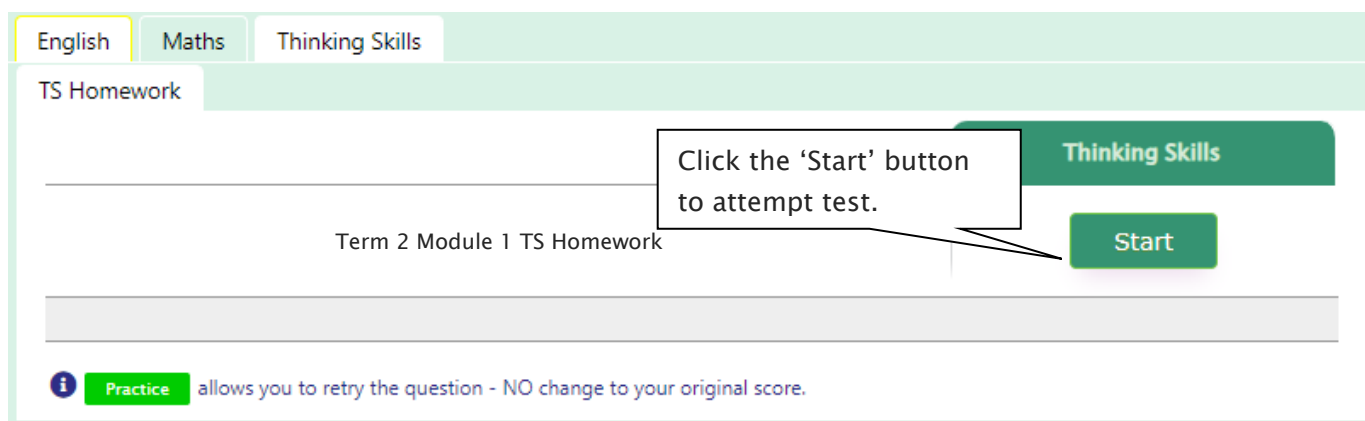 English Maths Thinking Skills
TS Homework
Thinking Skills
Click the ‘Start’ button
to attempt test.
Term 2 Module 1 TS Homework
Start
Practice allows you to retry the question - NO change to your original score.